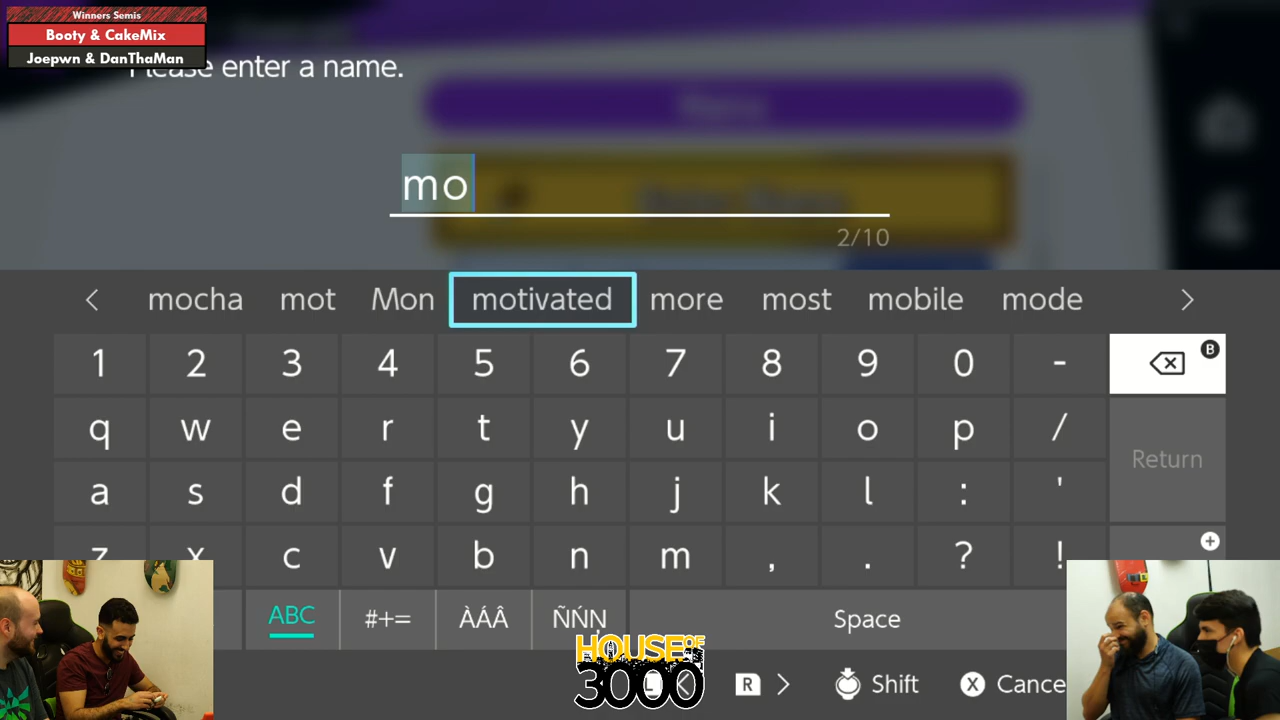 Winners Semis
Booty & CakeMix
Joepwn & DanThaMan
Please enter a name.
mo
2/10
mocha mot Mon motivated more most mobile mode
1 2 3 4 5 6 7 8 9 0 -
B
q w e r t y u i o p /
Return
a s d f g h j k l : '
z x c v b n m , . ? !
+
ABC #+= ÀÁÂ ÑŃŅ Space
HOUSE OF
3000
L R Shift X Cance